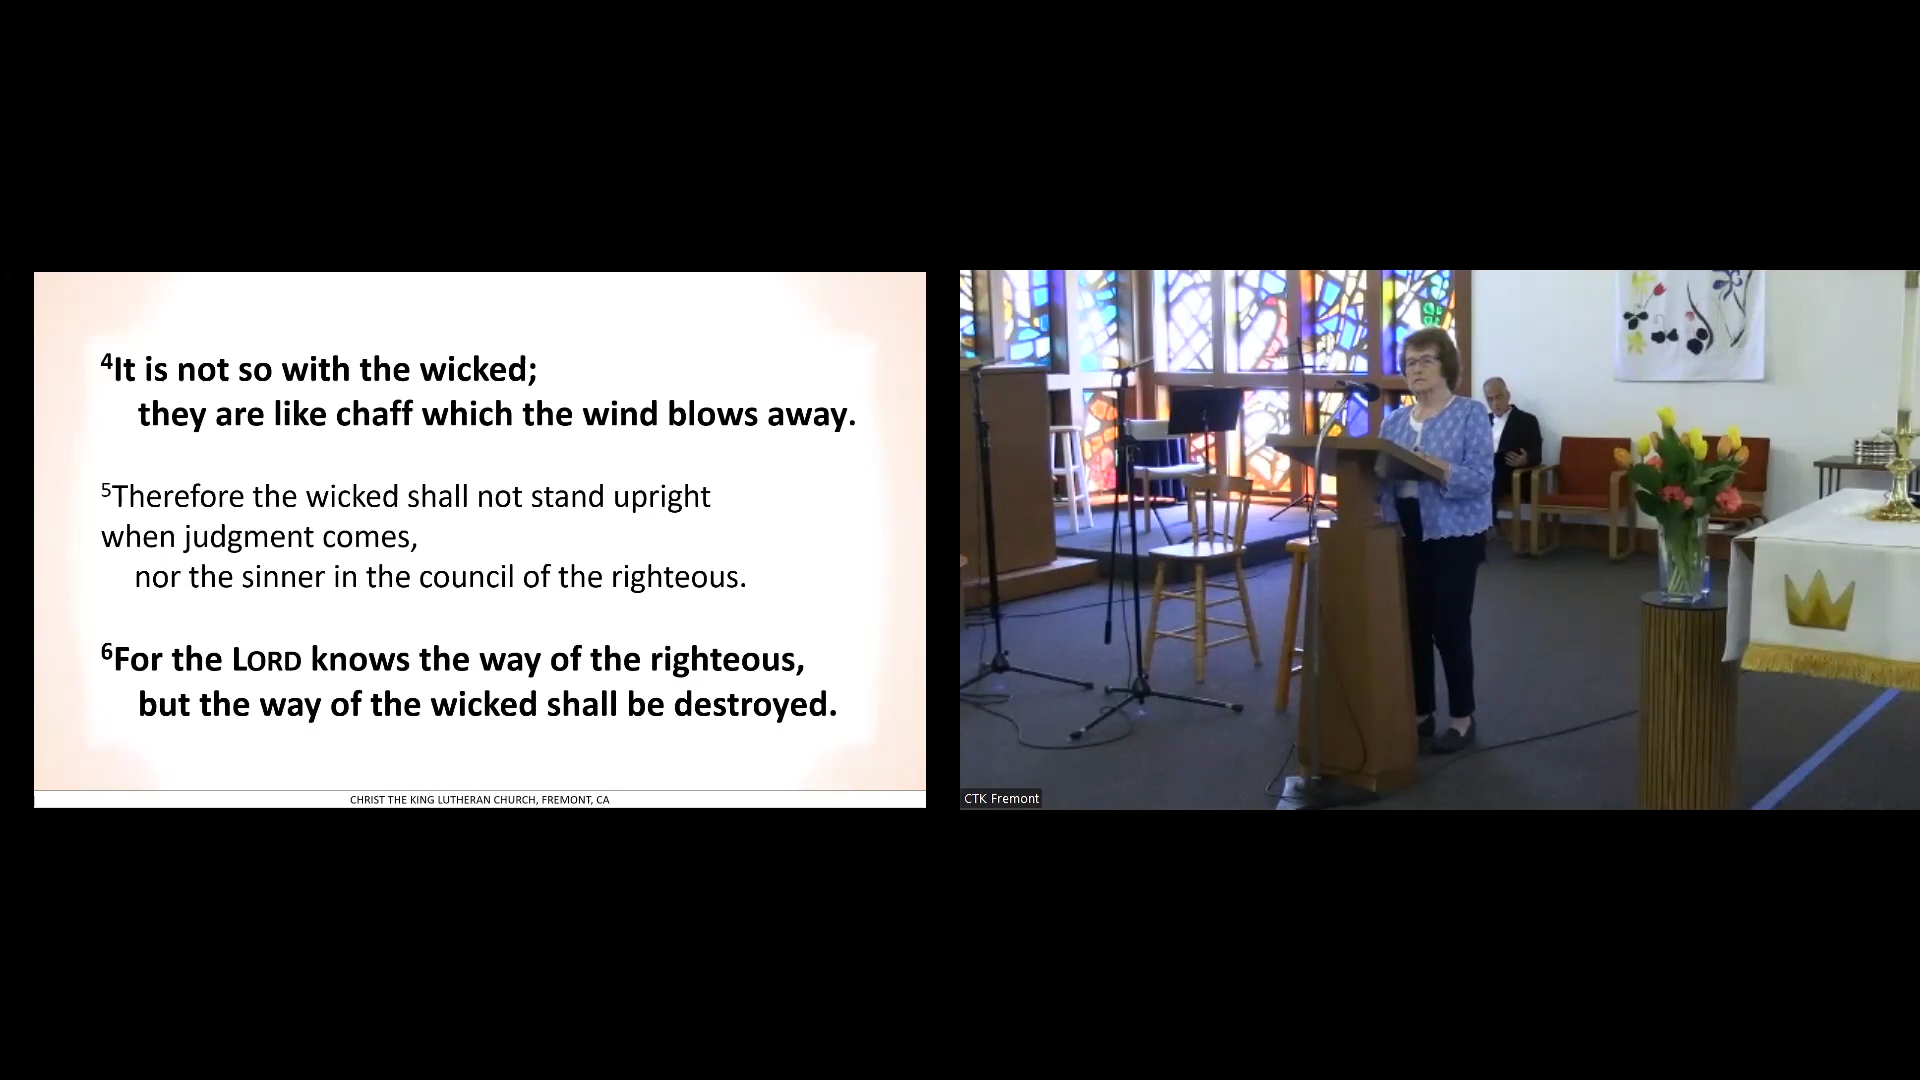 ⁴It is not so with the wicked;
they are like chaff which the wind blows away.
⁵Therefore the wicked shall not stand upright
when judgment comes,
nor the sinner in the council of the righteous.
⁶For the LORD knows the way of the righteous,
but the way of the wicked shall be destroyed.
CHRIST THE KING LUTHERAN CHURCH, FREMONT, CA
CTK Fremont